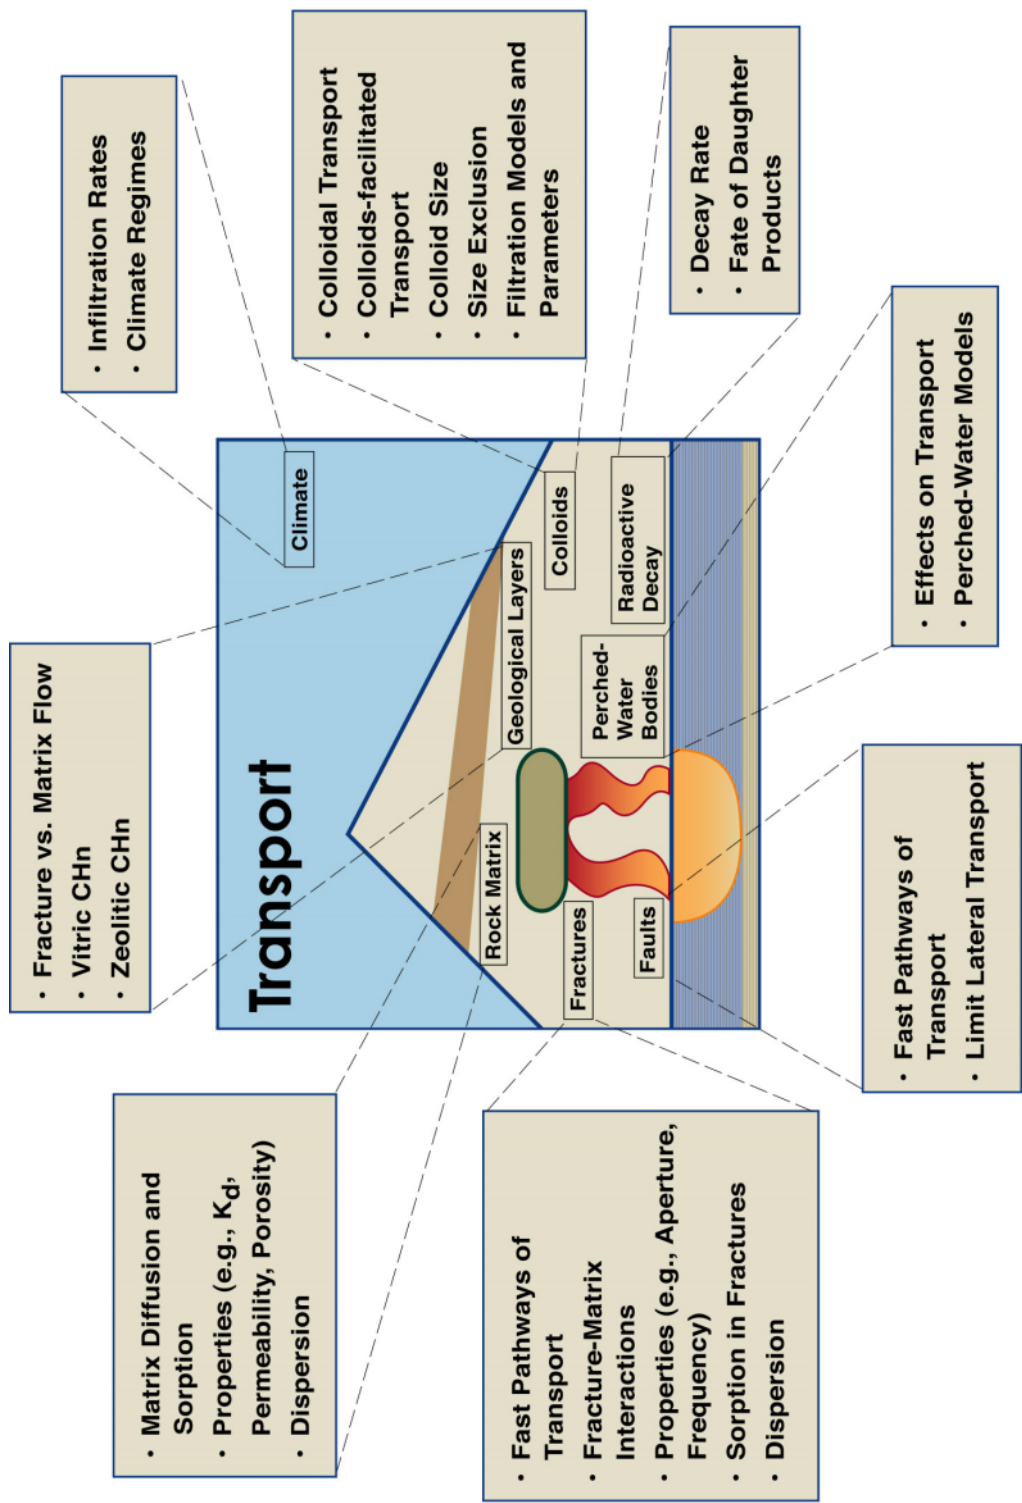 Transport
Climate
Geological Layers
Rock Matrix
Colloids
Fractures
Perched-
Water
Bodies
Radioactive
Decay
Faults
• Matrix Diffusion and
Sorption
• Properties (e.g., Kd,
Permeability, Porosity)
• Dispersion
• Fracture vs. Matrix Flow
• Vitric CHn
• Zeolitic CHn
• Infiltration Rates
• Climate Regimes
• Colloidal Transport
• Colloids-facilitated
Transport
• Colloid Size
• Size Exclusion
• Filtration Models and
Parameters
• Fast Pathways of
Transport
• Fracture-Matrix
Interactions
• Properties (e.g., Aperture,
Frequency)
• Sorption in Fractures
• Dispersion
• Fast Pathways of
Transport
• Limit Lateral Transport
• Effects on Transport
• Perched-Water Models
• Decay Rate
• Fate of Daughter
Products